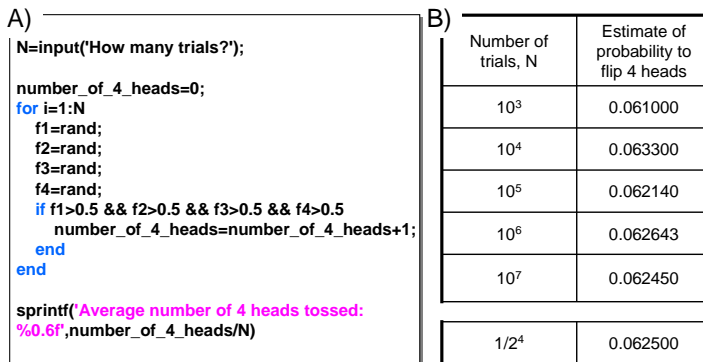 A)
N=input('How many trials?');
number_of_4_heads=0;
for i=1:N
f1=rand;
f2=rand;
f3=rand;
f4=rand;
if f1>0.5 && f2>0.5 && f3>0.5 && f4>0.5
number_of_4_heads=number_of_4_heads+1;
end
end
sprintf('Average number of 4 heads tossed:
%0.6f',number_of_4_heads/N)
B)
Number of trials, N | Estimate of probability to flip 4 heads
10³ 0.061000
10⁴ 0.063300
10⁵ 0.062140
10⁶ 0.062643
10⁷ 0.062450
1/2⁴ 0.062500